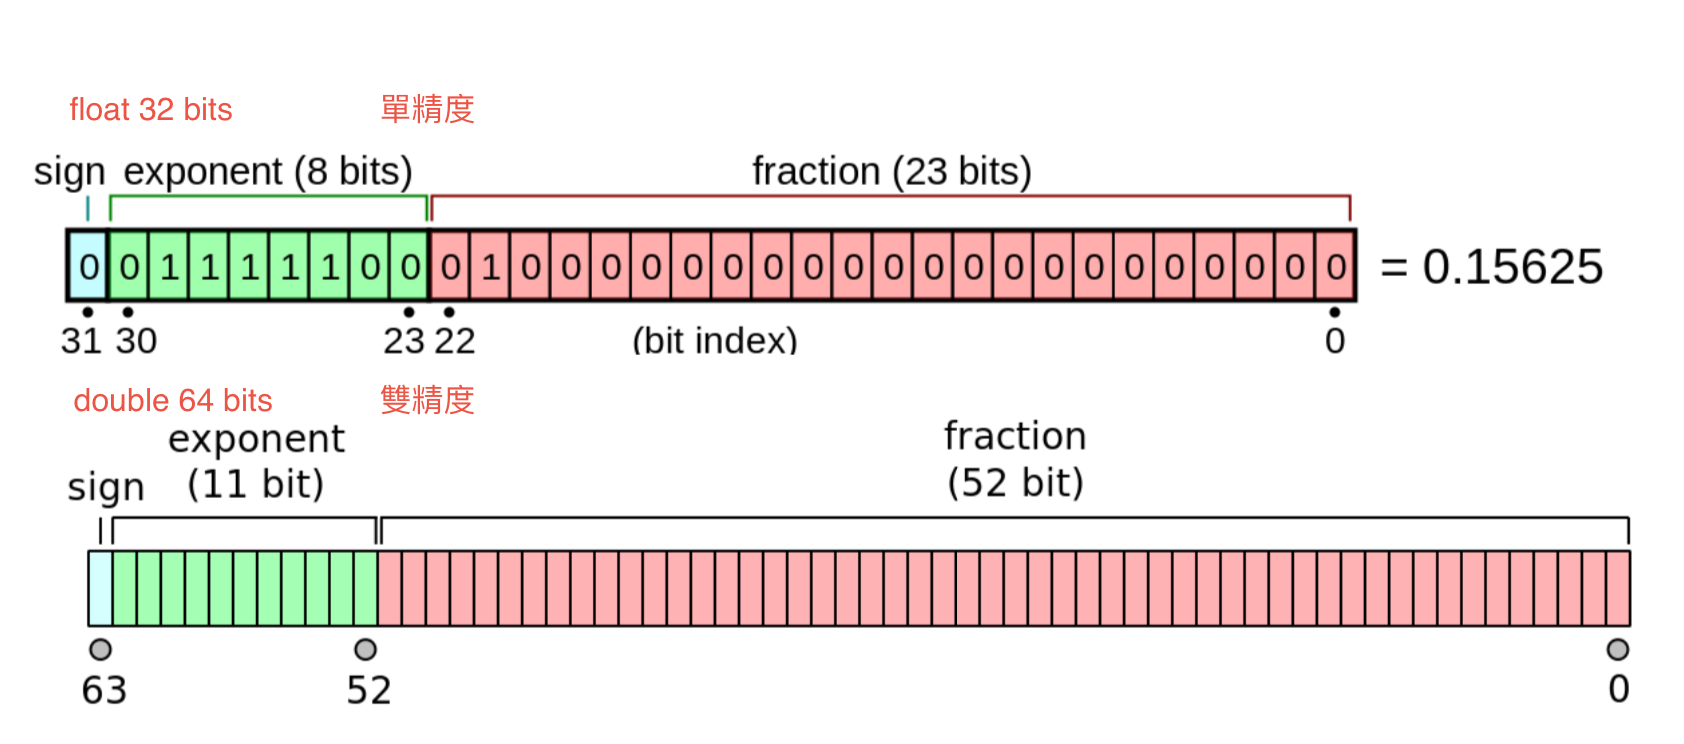 float 32 bits 單精度
sign exponent (8 bits) fraction (23 bits)
0 0 1 1 1 1 1 0 0 0 1 0 0 0 0 0 0 0 0 0 0 0 0 0 0 0 0 0 0 0 0 0 = 0.15625
31 30 23 22 (bit index) 0
double 64 bits 雙精度
exponent fraction
sign (11 bit) (52 bit)
63 52 0